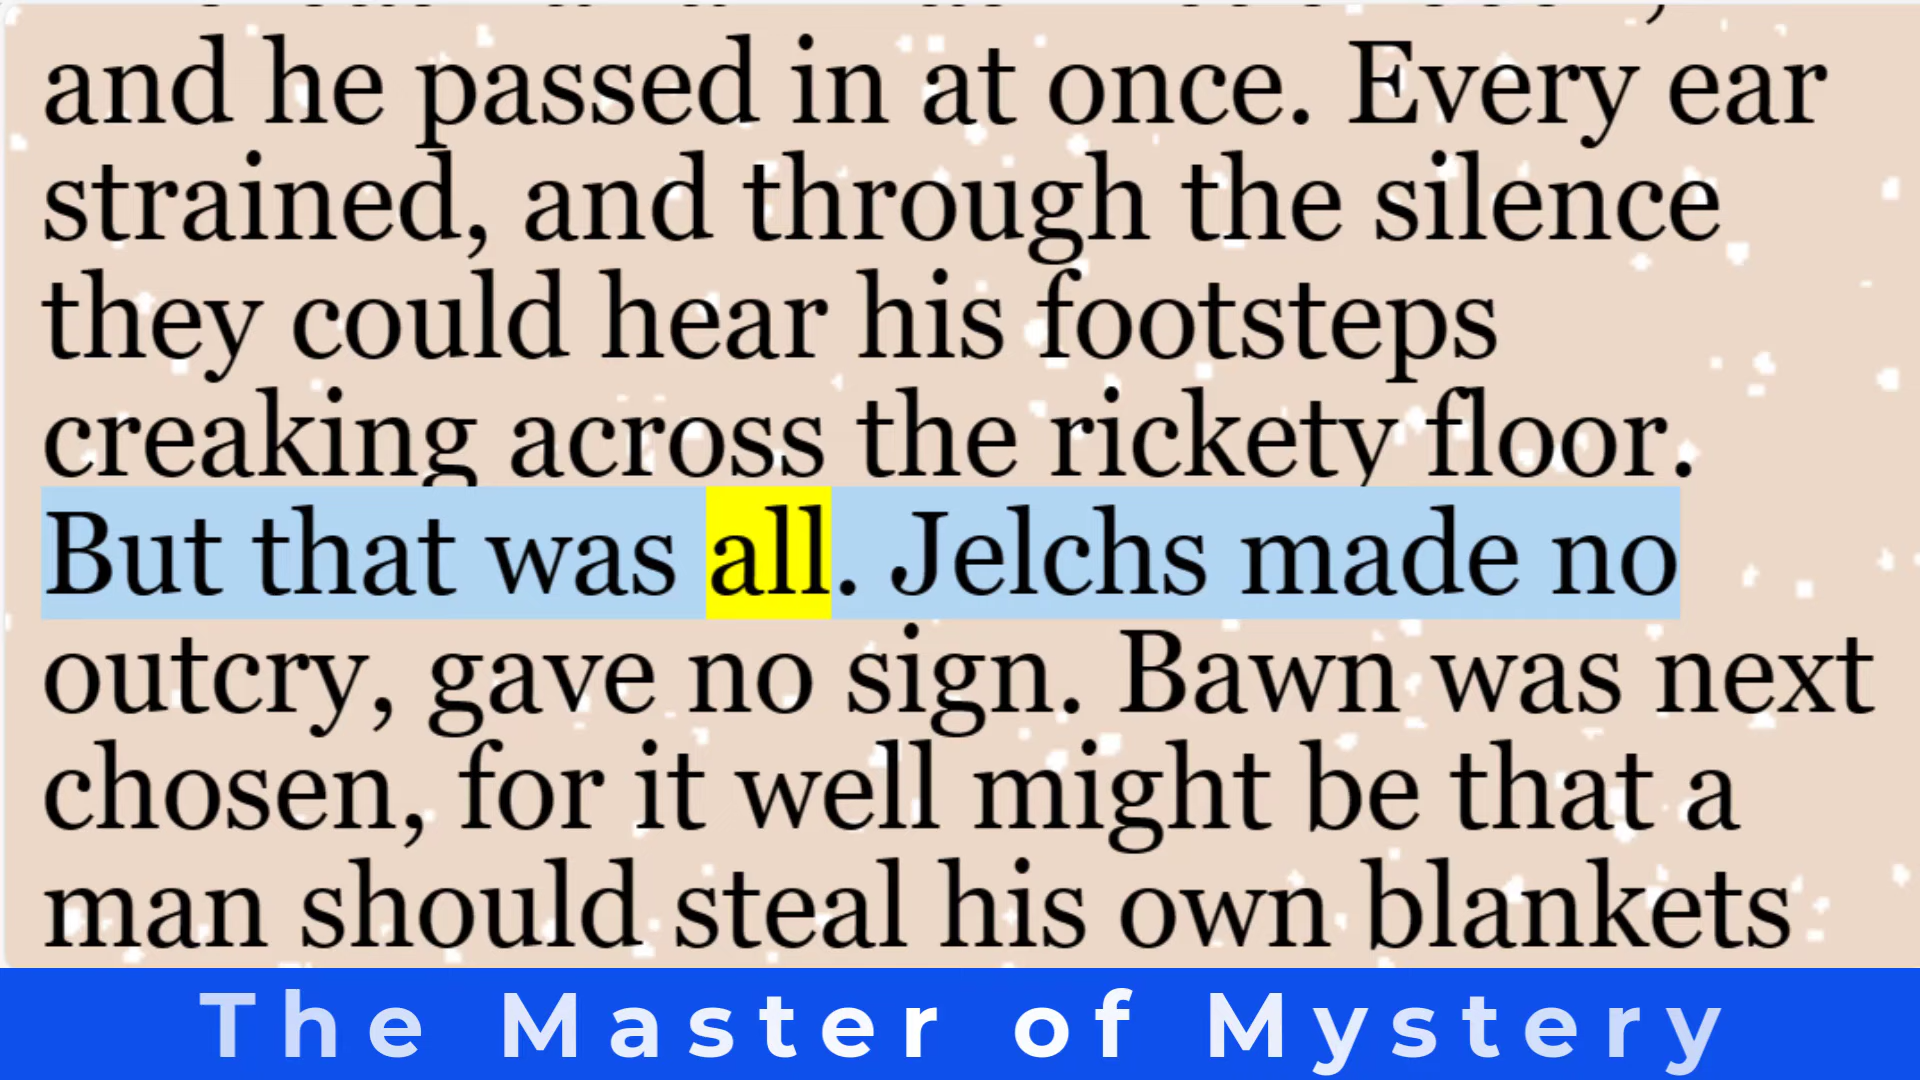 and he passed in at once. Every ear
strained, and through the silence
they could hear his footsteps
creaking across the rickety floor.
But that was all. Jelchs made no
outcry, gave no sign. Bawn was next
chosen, for it well might be that a
man should steal his own blankets
The Master of Mystery